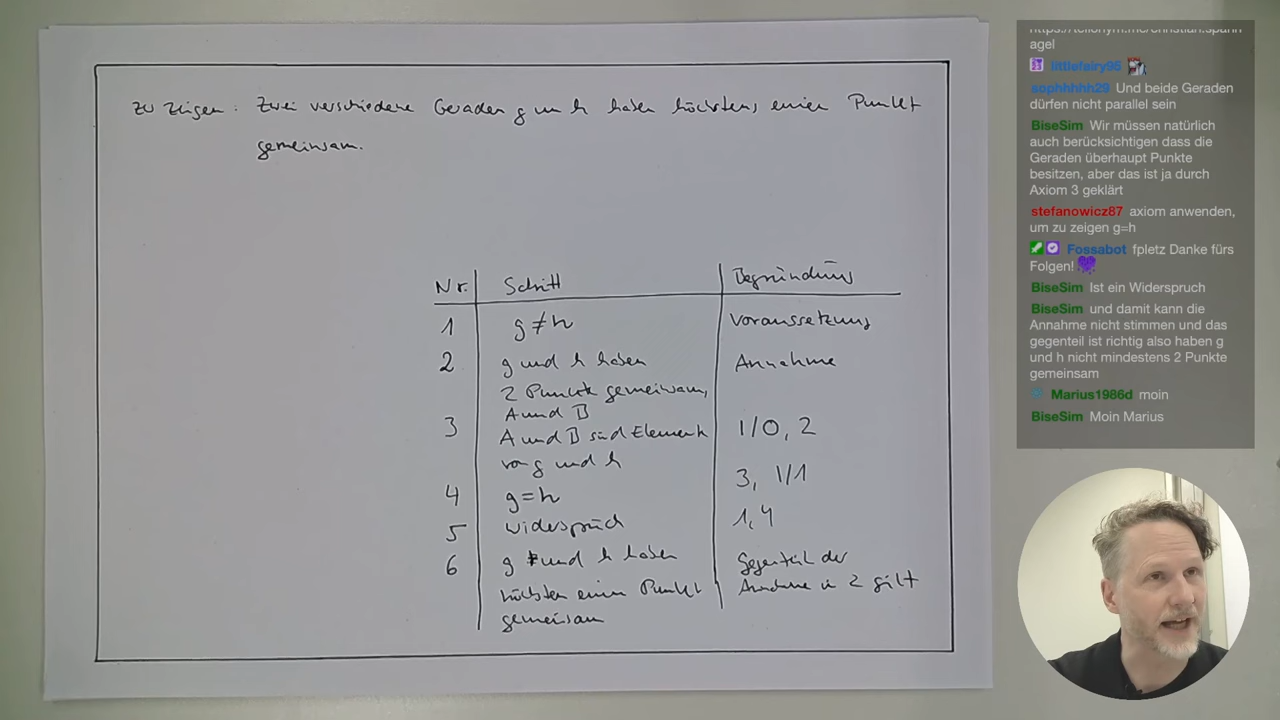 zu zeigen: Zwei verschiedene Geraden g und h haben höchstens einen Punkt
gemeinsam.
Nr. Schritt Begründung
1 g ≠ h Voraussetzung
2 g und h haben Annahme
2 Punkte gemeinsam,
A und B
3 A und B sind Elemente 1/0, 2
von g und h
4 g = h 3, 1/1
5 Widerspruch 1,4
6 g und h haben Gegenteil der
höchsten einen Punkt Annahme in 2 gilt
gemeinsam
agel
littlefairy95
sophhhhh29 Und beide Geraden
dürfen nicht parallel sein
BiseSim Wir müssen natürlich
auch berücksichtigen dass die
Geraden überhaupt Punkte
besitzen, aber das ist ja durch
Axiom 3 geklärt
stefanowicz87 axiom anwenden,
um zu zeigen g=h
Fossabot fpletz Danke fürs
Folgen!
BiseSim Ist ein Widerspruch
BiseSim und damit kann die
Annahme nicht stimmen und das
gegenteil ist richtig also haben g
und h nicht mindestens 2 Punkte
gemeinsam
Marius1986d moin
BiseSim Moin Marius